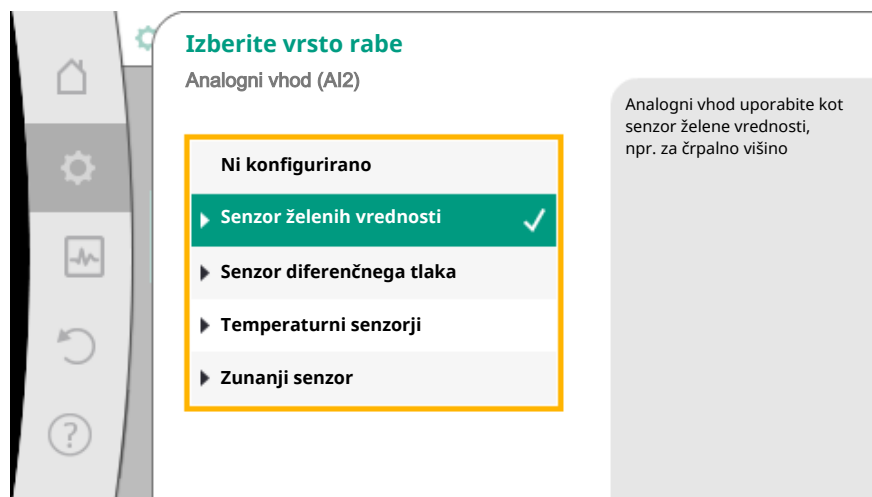 Izberite vrsto rabe
Analogni vhod (AI2)
Ni konfigurirano
Senzor želenih vrednosti
Senzor diferenčnega tlaka
Temperaturni senzorji
Zunanji senzor
Analogni vhod uporabite kot
senzor želene vrednosti,
npr. za črpalno višino
?